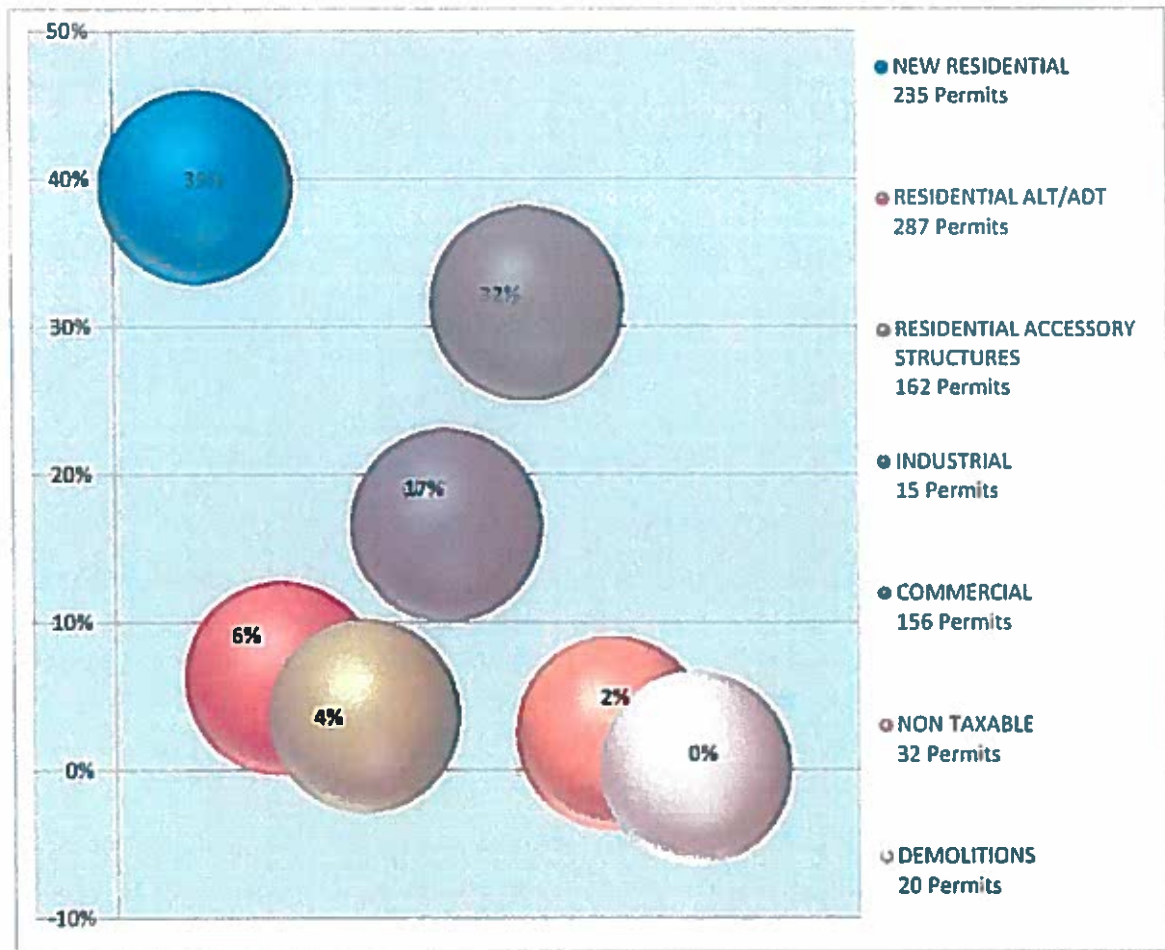 50%
40%
30%
20%
10%
0%
-10%
39%
32%
17%
6%
4%
2%
0%
NEW RESIDENTIAL
235 Permits
RESIDENTIAL ALT/ADT
287 Permits
RESIDENTIAL ACCESSORY
STRUCTURES
162 Permits
INDUSTRIAL
15 Permits
COMMERCIAL
156 Permits
NON TAXABLE
32 Permits
DEMOLITIONS
20 Permits